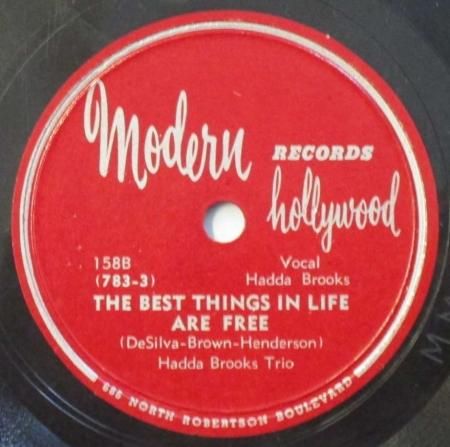 Modern RECORDS
hollywood
158B Vocal
(783-3) Hadda Brooks
THE BEST THINGS IN LIFE
ARE FREE
(DeSilva-Brown-Henderson)
Hadda Brooks Trio
686 NORTH ROBERTSON BOULEVARD